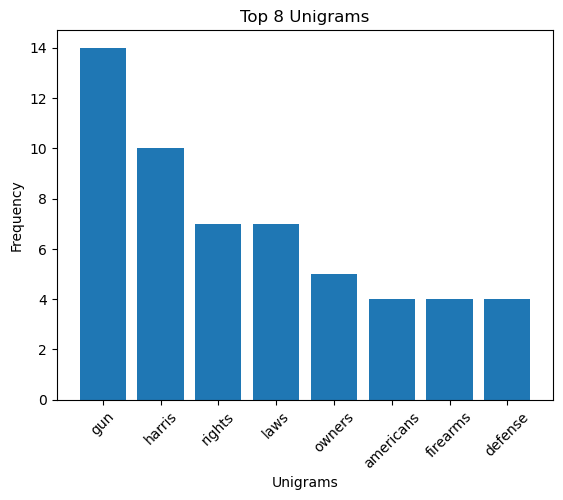 Top 8 Unigrams
Frequency
14
12
10
8
6
4
2
0
gun
harris
rights
laws
owners
americans
firearms
defense
Unigrams